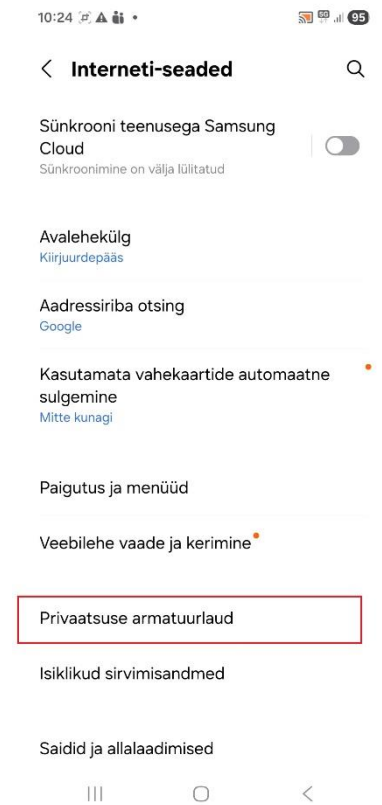 10:24
5G 95
Interneti-seaded
Sünkrooni teenusega Samsung
Cloud
Sünkroonimine on välja lülitatud
Avalehekülg
Kiirjuurdepääs
Aadressiriba otsing
Google
Kasutamata vahekaartide automaatne
sulgemine
Mitte kunagi
Paigutus ja menüüd
Veebilehe vaade ja kerimine
Privaatsuse armatuurlaud
Isiklikud sirvimisandmed
Saidid ja allalaadimised